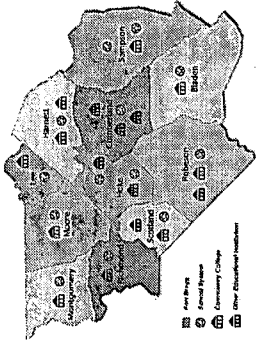 Montgomery
Moore
Lee
Harnett
Richmond
Hoke
Cumberland
Sampson
Scotland
Robeson
Bladen
Fort Bragg
School System
Community College
Other Educational Institution